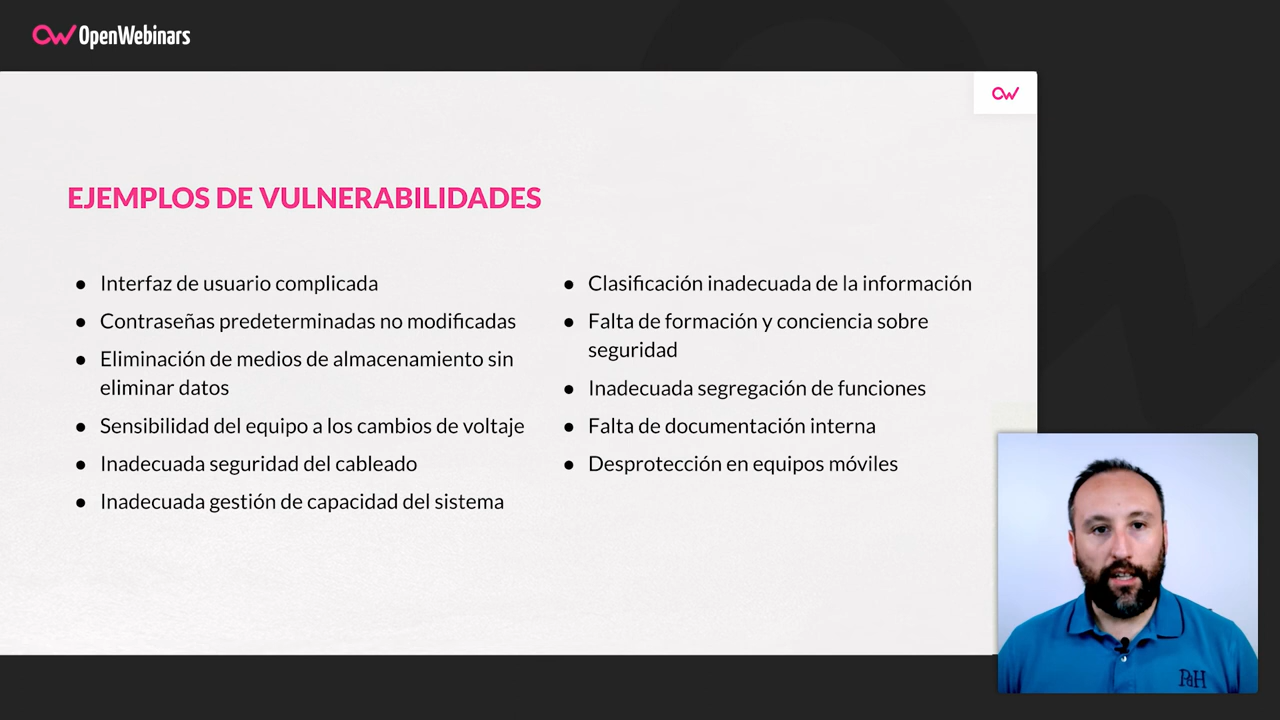 OpenWebinars
EJEMPLOS DE VULNERABILIDADES
● Interfaz de usuario complicada
● Contraseñas predeterminadas no modificadas
● Eliminación de medios de almacenamiento sin
eliminar datos
● Sensibilidad del equipo a los cambios de voltaje
● Inadecuada seguridad del cableado
● Inadecuada gestión de capacidad del sistema
● Clasificación inadecuada de la información
● Falta de formación y conciencia sobre
seguridad
● Inadecuada segregación de funciones
● Falta de documentación interna
● Desprotección en equipos móviles